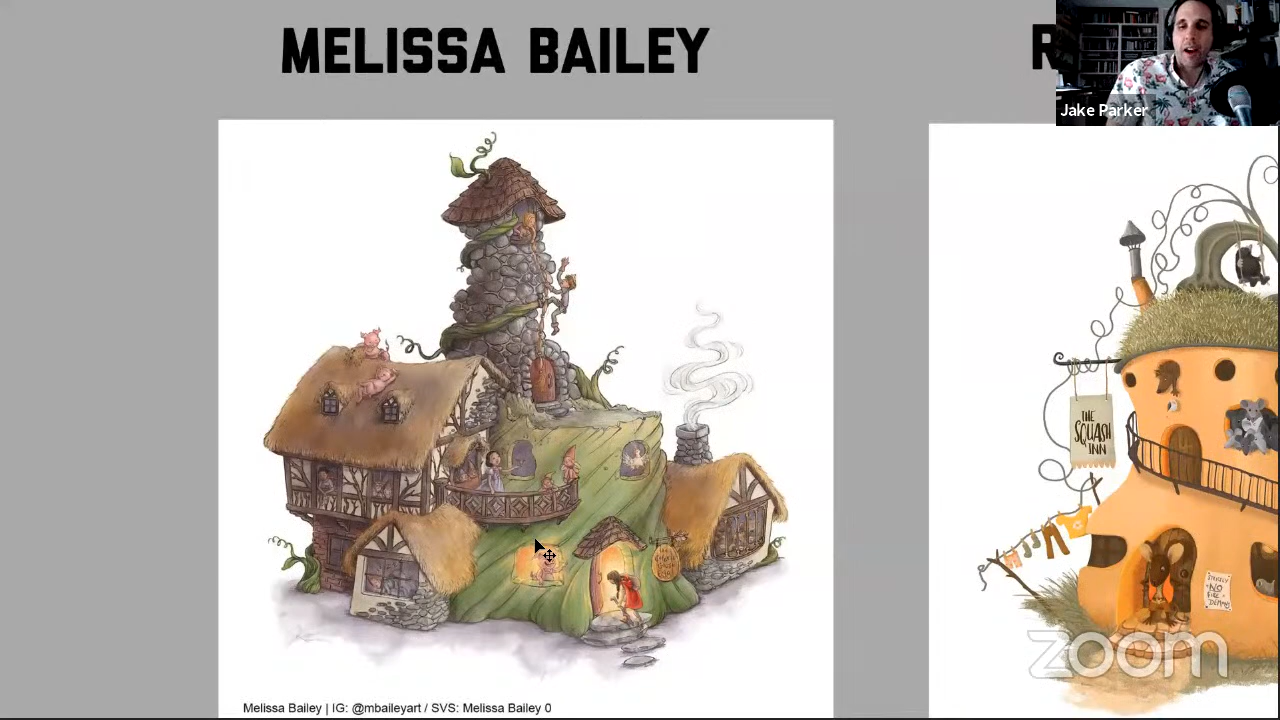 MELISSA BAILEY
R
Jake Parker
THE
SQUASH
INN
STRICTLY
NO
FIRE
zoom
Melissa Bailey | IG: @mbaileyart / SVS: Melissa Bailey 0